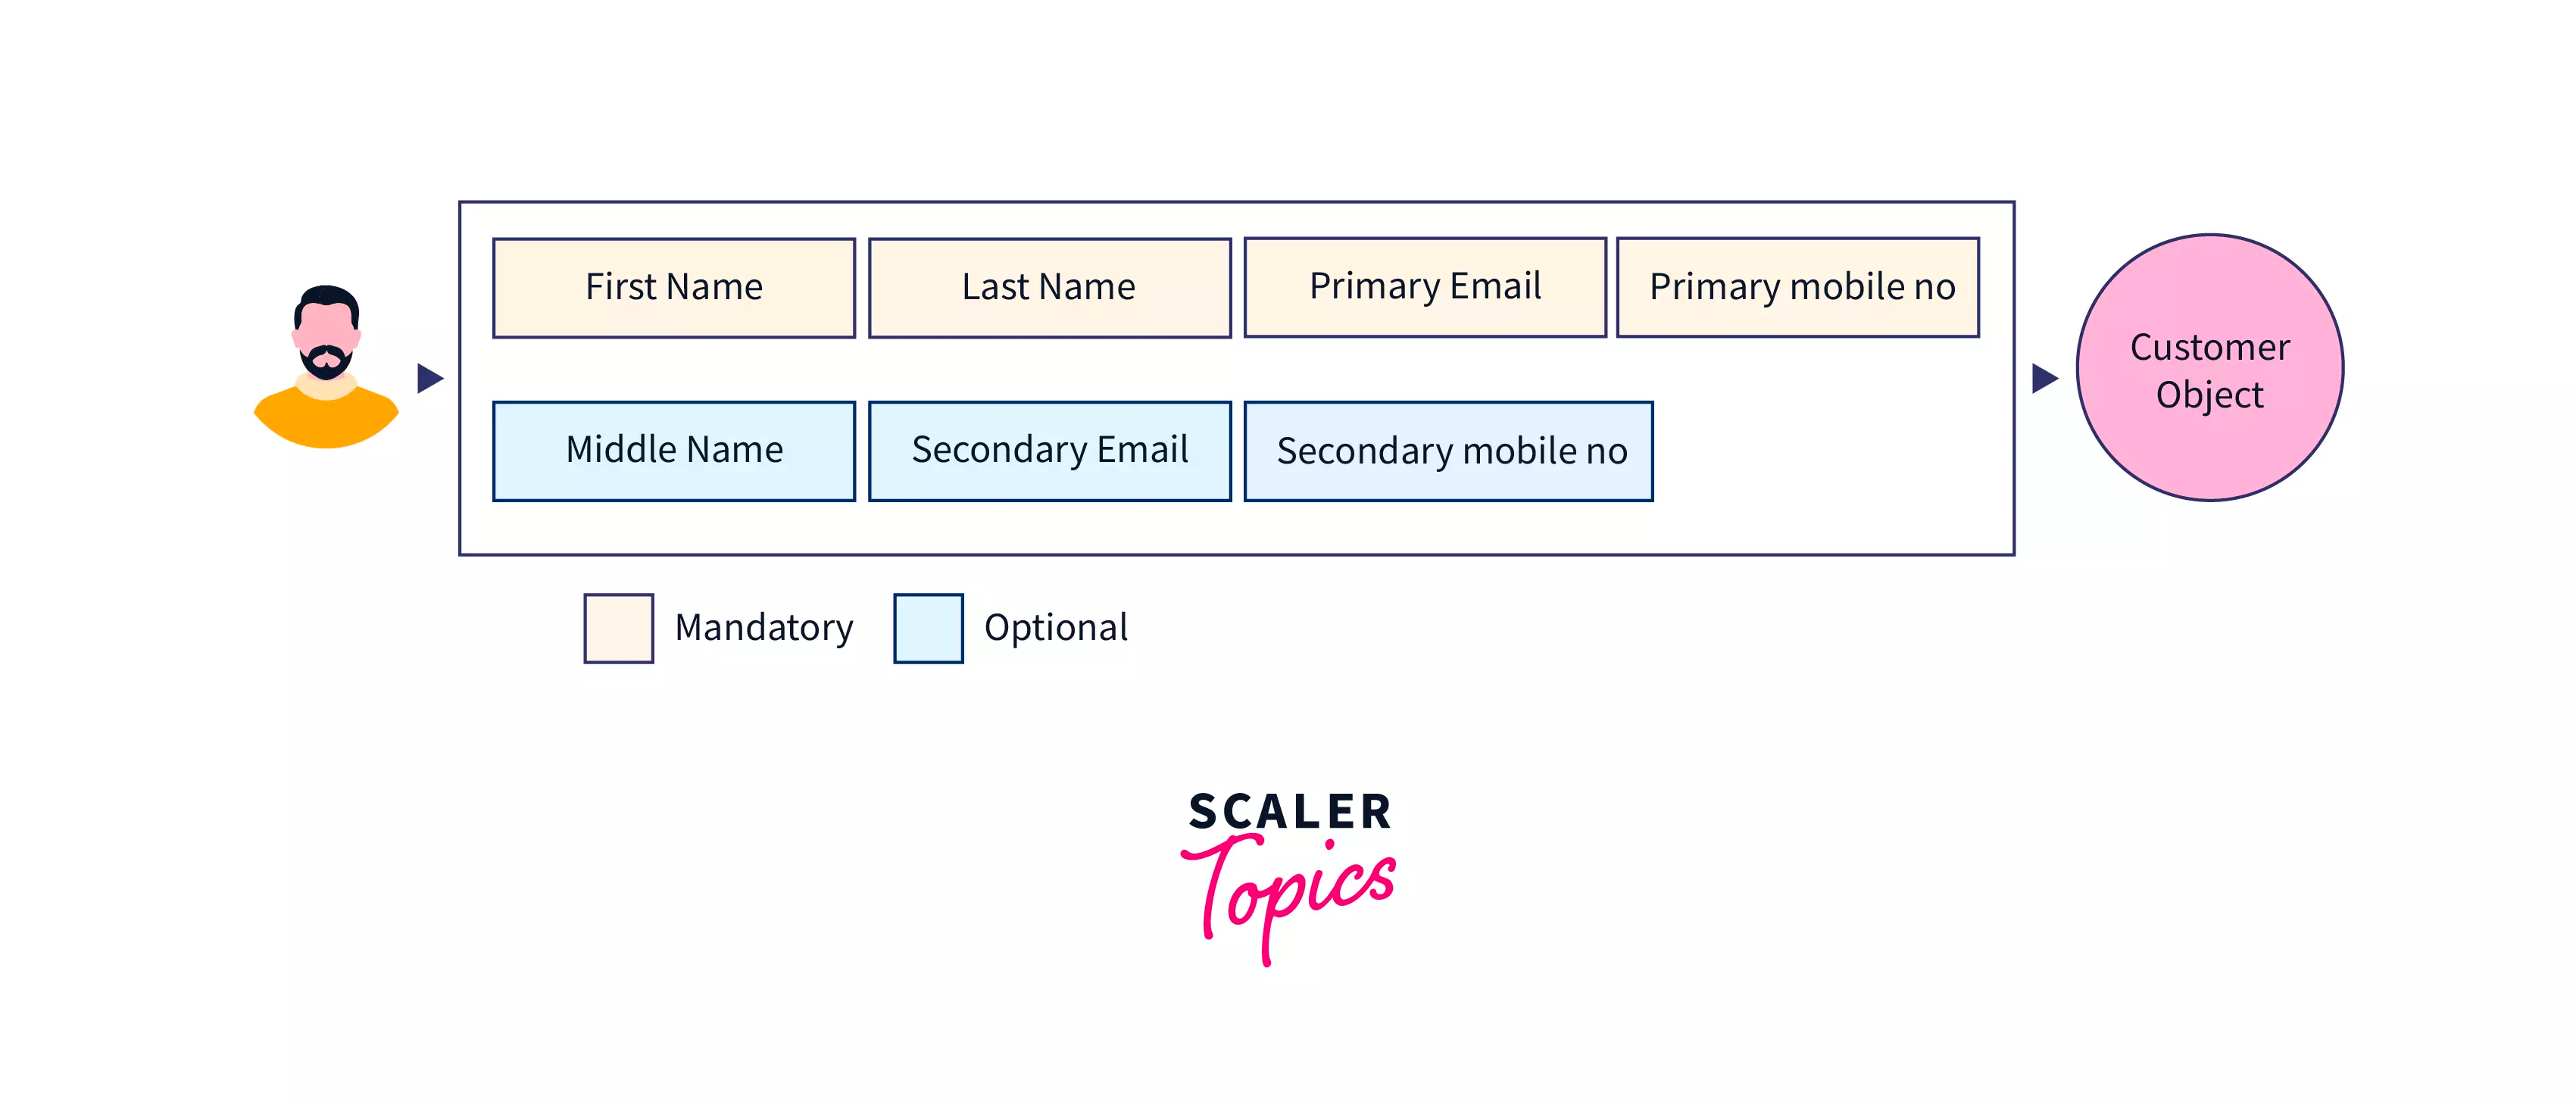 First Name
Last Name
Primary Email
Primary mobile no
Middle Name
Secondary Email
Secondary mobile no
Customer
Object
Mandatory
Optional
SCALER
Topics